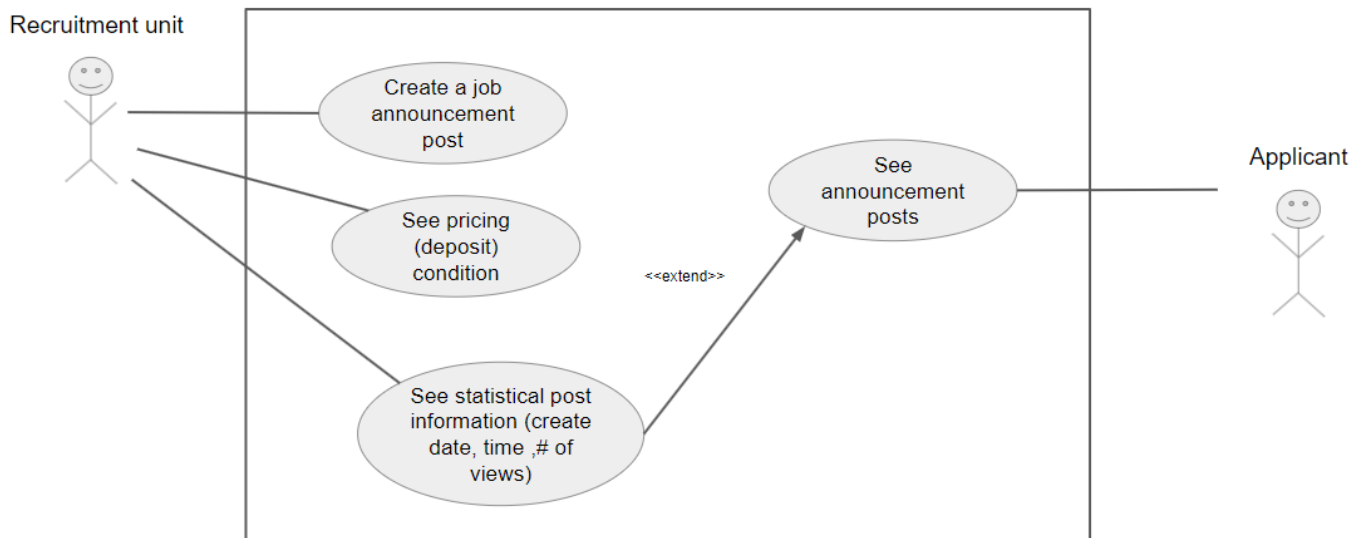 Recruitment unit
Create a job
announcement
post
See
announcement
posts
Applicant
See pricing
(deposit)
condition
<<extend>>
See statistical post
information (create
date, time ,# of
views)